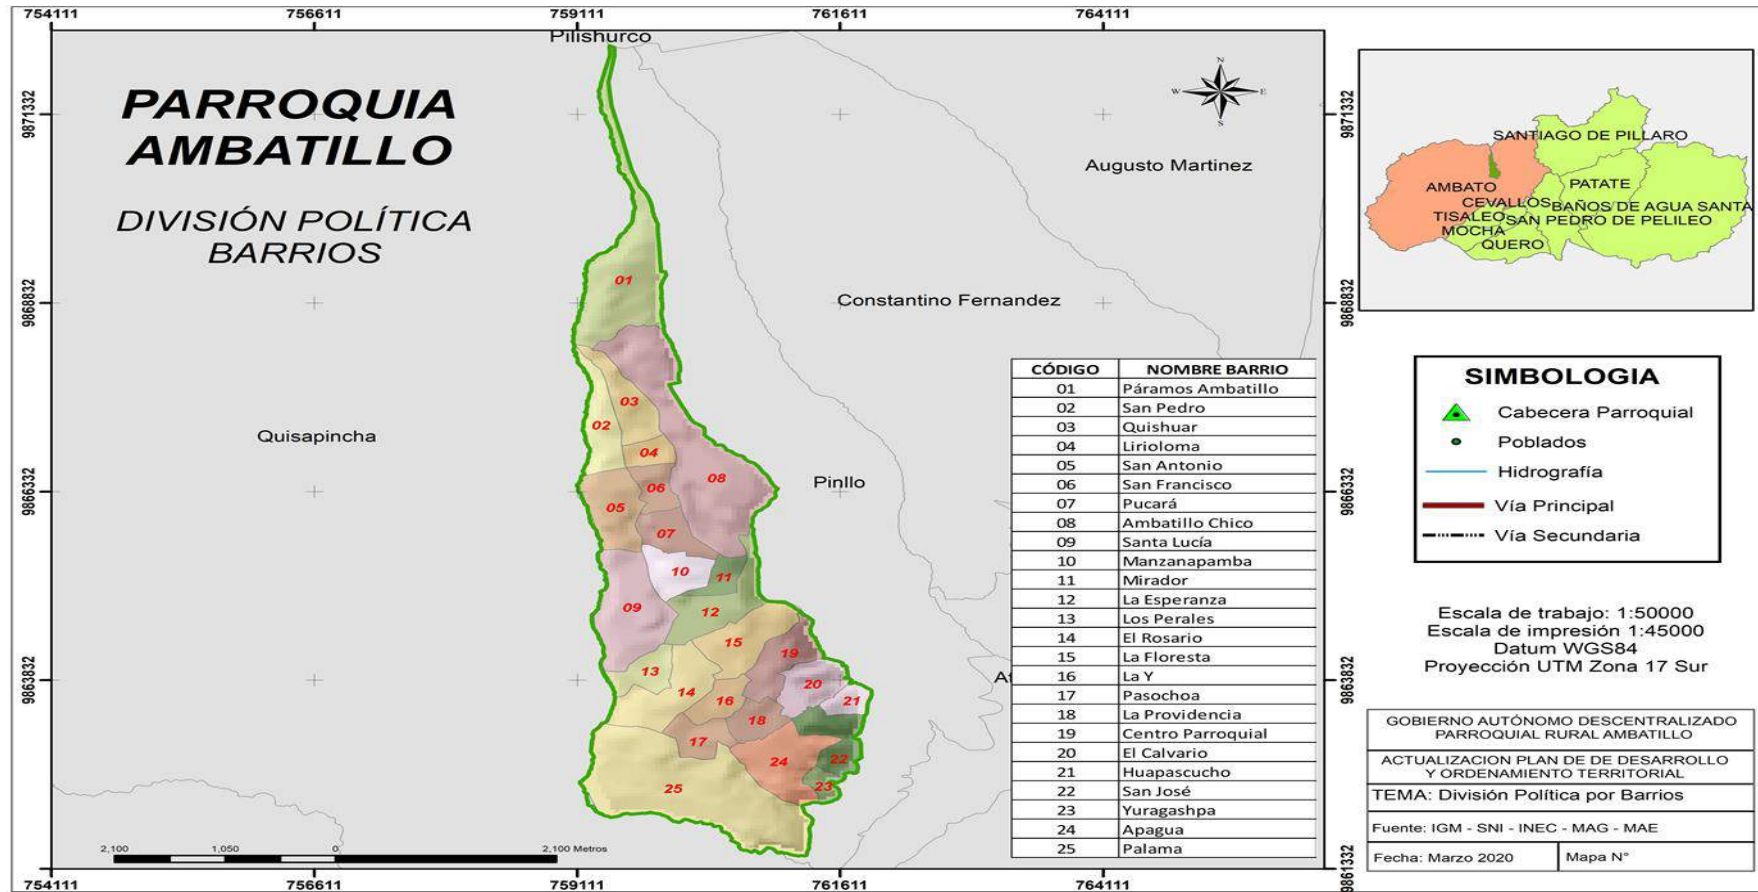 754111 756611 759111 761611 764111
Pilishurco
PARROQUIA
AMBATILLO
DIVISIÓN POLÍTICA
BARRIOS
9871332
9868832
9866332
9863832
9871332
9868832
9866332
9863832
9861332
N
W E
S
Augusto Martinez
Constantino Fernandez
Quisapincha
Pinllo
At
01
02
03
04
05
06
07
08
09
10
11
12
13
14
15
16
17
18
19
20
21
22
23
24
25
CÓDIGO NOMBRE BARRIO
01 Páramos Ambatillo
02 San Pedro
03 Quishuar
04 Lirioloma
05 San Antonio
06 San Francisco
07 Pucará
08 Ambatillo Chico
09 Santa Lucía
10 Manzanapamba
11 Mirador
12 La Esperanza
13 Los Perales
14 El Rosario
15 La Floresta
16 La Y
17 Pasochoa
18 La Providencia
19 Centro Parroquial
20 El Calvario
21 Huapascucho
22 San José
23 Yuragashpa
24 Apagua
25 Palama
2,100 1,050 0 2,100 Metros
754111 756611 759111 761611 764111
SANTIAGO DE PILLARO
AMBATO
PATATE
CEVALLOS
BAÑOS DE AGUA SANTA
TISALEO
SAN PEDRO DE PELILEO
MOCHA
QUERO
SIMBOLOGIA
Cabecera Parroquial
Poblados
Hidrografía
Vía Principal
Vía Secundaria
Escala de trabajo: 1:50000
Escala de impresión 1:45000
Datum WGS84
Proyección UTM Zona 17 Sur
GOBIERNO AUTÓNOMO DESCENTRALIZADO
PARROQUIAL RURAL AMBATILLO
ACTUALIZACION PLAN DE DE DESARROLLO
Y ORDENAMIENTO TERRITORIAL
TEMA: División Política por Barrios
Fuente: IGM - SNI - INEC - MAG - MAE
Fecha: Marzo 2020 Mapa N°